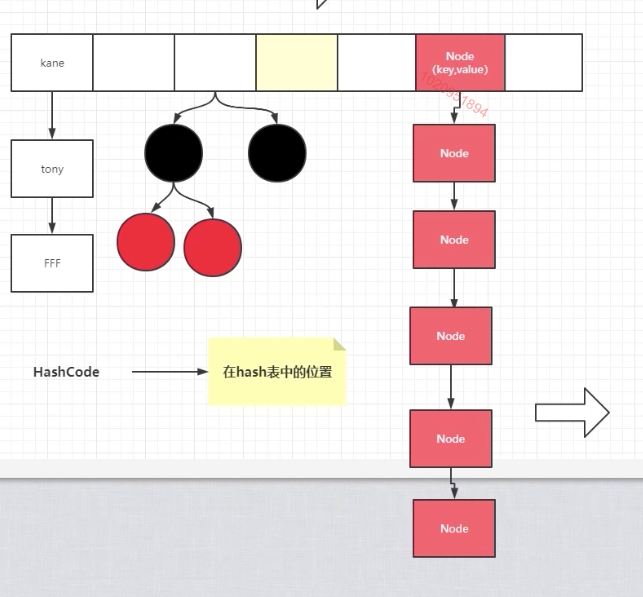 kane
Node
(key,value)
1020951894
tony
Node
FFF
Node
Node
HashCode
在hash表中的位置
Node
Node